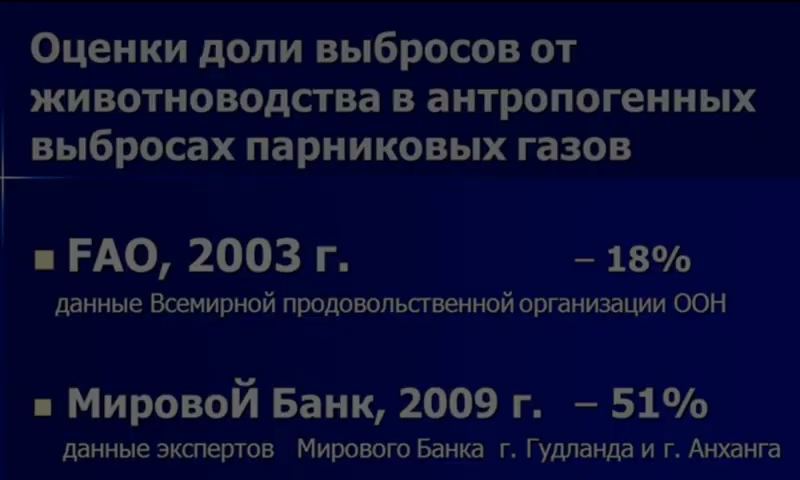 Оценки доли выбросов от
животноводства в антропогенных
выбросах парниковых газов
FAO, 2003 г. – 18%
данные Всемирной продовольственной организации ООН
МировоЙ Банк, 2009 г. – 51%
данные экспертов Мирового Банка г. Гудланда и г. Анханга